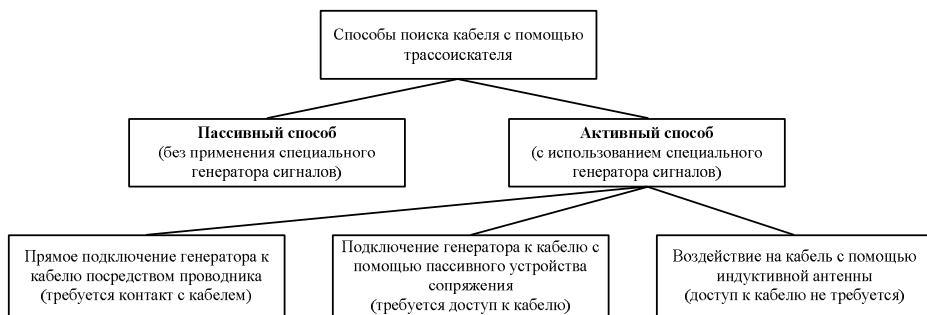 Способы поиска кабеля с помощью
трассоискателя
Пассивный способ
(без применения специального
генератора сигналов)
Активный способ
(с использованием специального
генератора сигналов)
Прямое подключение генератора к
кабелю посредством проводника
(требуется контакт с кабелем)
Подключение генератора к кабелю с
помощью пассивного устройства
сопряжения
(требуется доступ к кабелю)
Воздействие на кабель с помощью
индуктивной антенны
(доступ к кабелю не требуется)